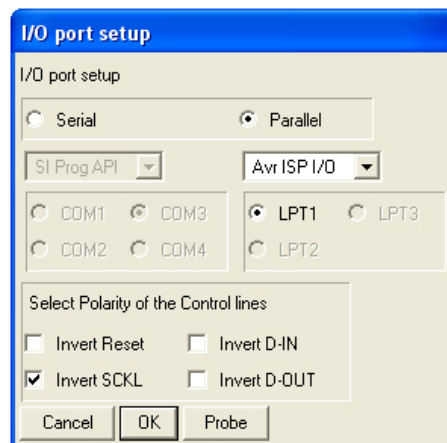 I/O port setup
I/O port setup
Serial Parallel
SI Prog API Avr ISP I/O
COM1 COM3 LPT1 LPT3
COM2 COM4 LPT2
Select Polarity of the Control lines
Invert Reset Invert D-IN
Invert SCKL Invert D-OUT
Cancel OK Probe